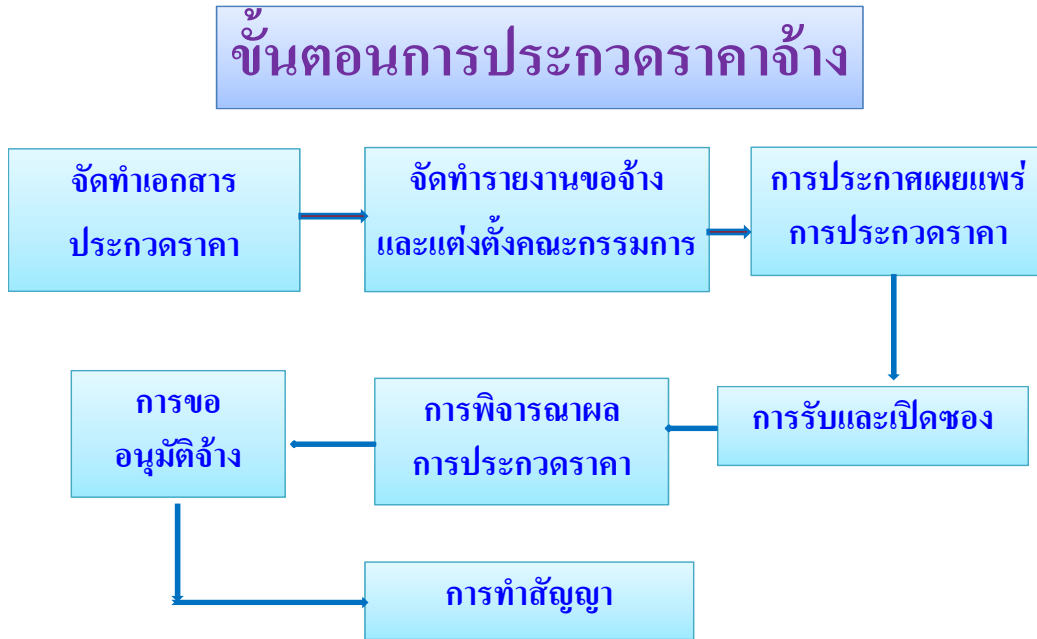 ขั้นตอนการประกวดราคาจ้าง
จัดทำเอกสาร
ประกวดราคา
จัดทำรายงานขอจ้าง
และแต่งตั้งคณะกรรมการ
การประกาศเผยแพร่
การประกวดราคา
การรับและเปิดซอง
การพิจารณาผล
การประกวดราคา
การขอ
อนุมัติจ้าง
การทำสัญญา